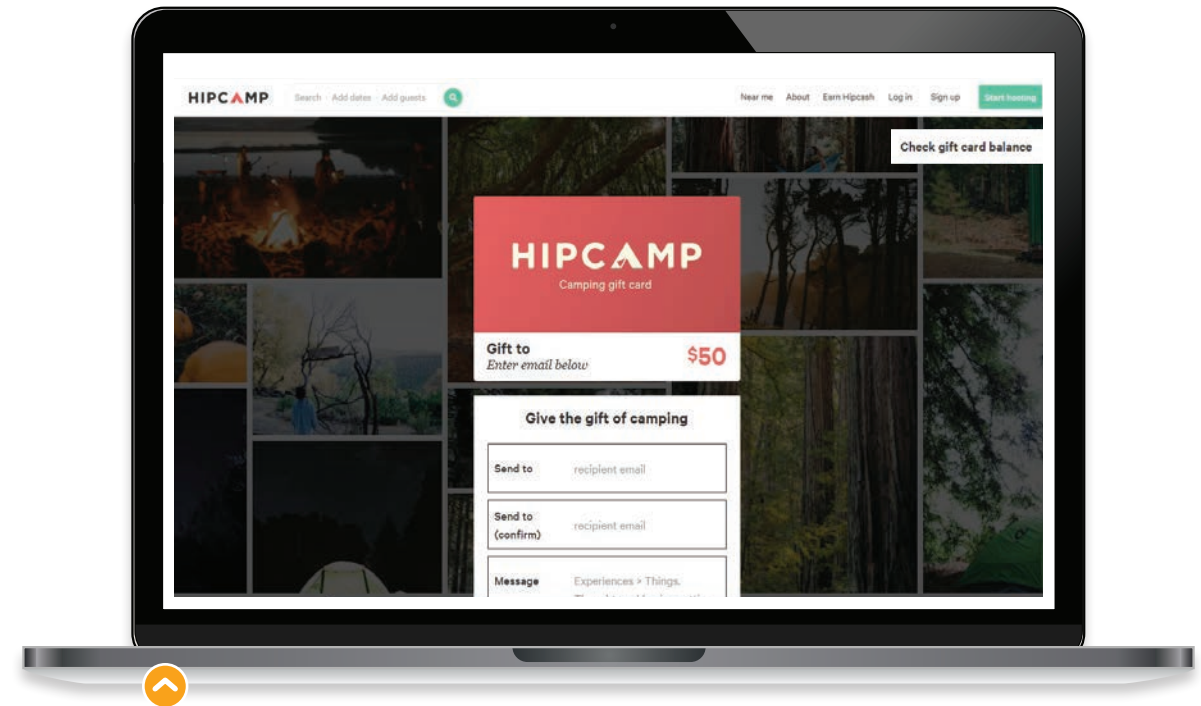 HIPCAMP
Search · Add dates · Add guests
Near me About Earn Hipcash Log in Sign up Start hosting
Check gift card balance
HIPCAMP
Camping gift card
Gift to
Enter email below
$50
Give the gift of camping
Send to recipient email
Send to
(confirm) recipient email
Message Experiences > Things.